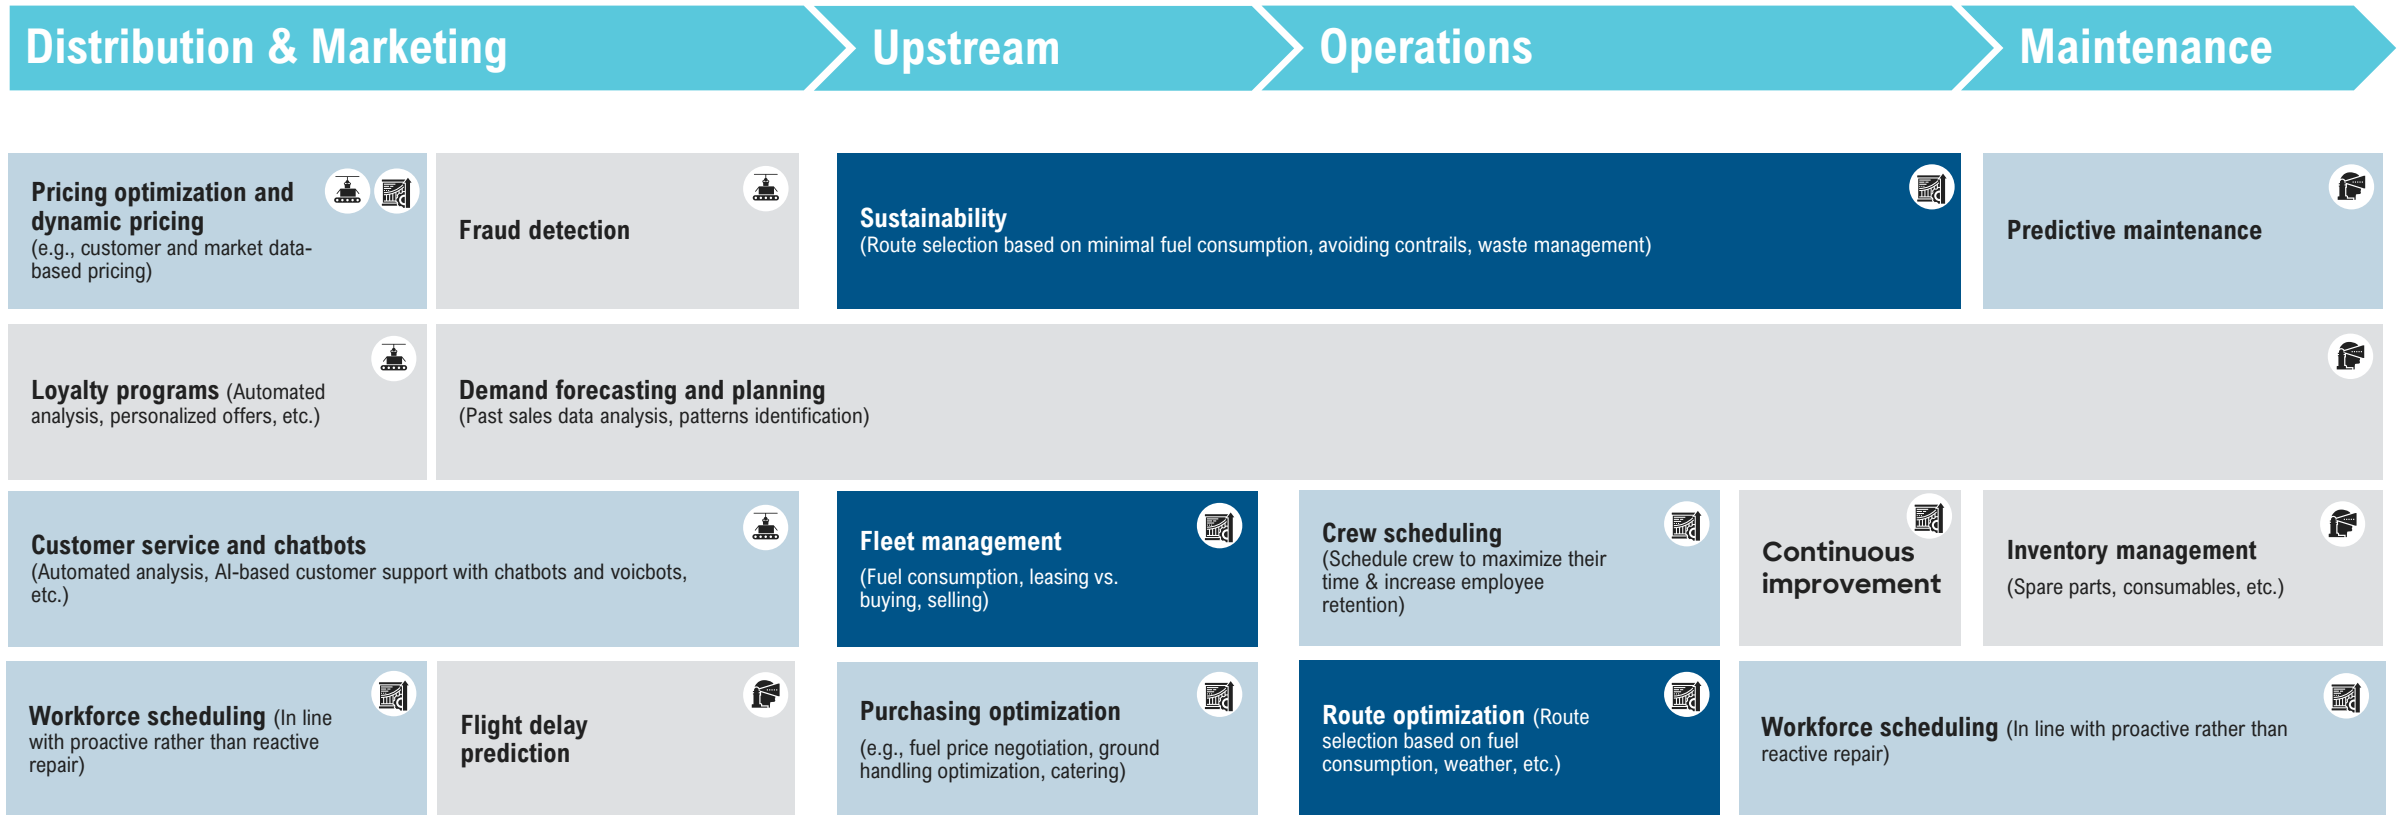 Distribution & Marketing
Upstream
Operations
Maintenance
Pricing optimization and
dynamic pricing
(e.g., customer and market data-
based pricing)
Fraud detection
Sustainability
(Route selection based on minimal fuel consumption, avoiding contrails, waste management)
Predictive maintenance
Loyalty programs (Automated
analysis, personalized offers, etc.)
Demand forecasting and planning
(Past sales data analysis, patterns identification)
Customer service and chatbots
(Automated analysis, AI-based customer support with chatbots and voicbots,
etc.)
Fleet management
(Fuel consumption, leasing vs.
buying, selling)
Crew scheduling
(Schedule crew to maximize their
time & increase employee
retention)
Continuous
improvement
Inventory management
(Spare parts, consumables, etc.)
Workforce scheduling (In line
with proactive rather than reactive
repair)
Flight delay
prediction
Purchasing optimization
(e.g., fuel price negotiation, ground
handling optimization, catering)
Route optimization (Route
selection based on fuel
consumption, weather, etc.)
Workforce scheduling (In line with proactive rather than
reactive repair)